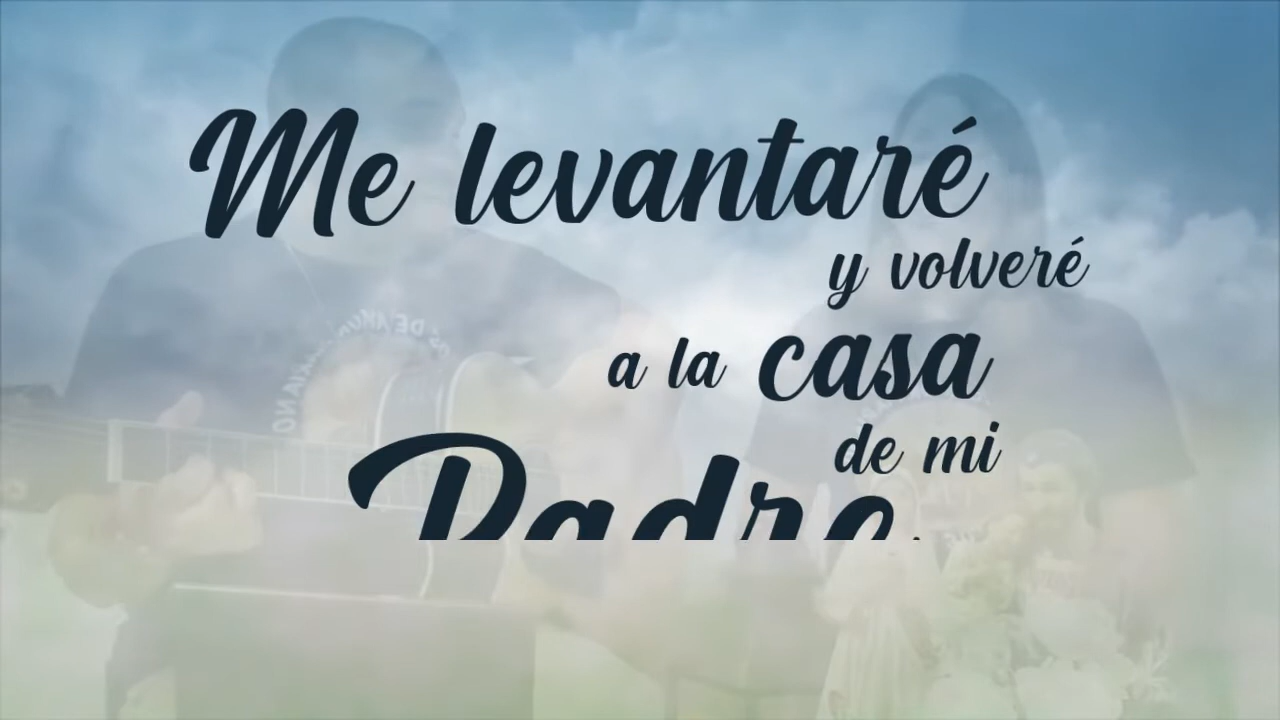 Me levantaré
y volveré
a la casa
de mi
Padre.